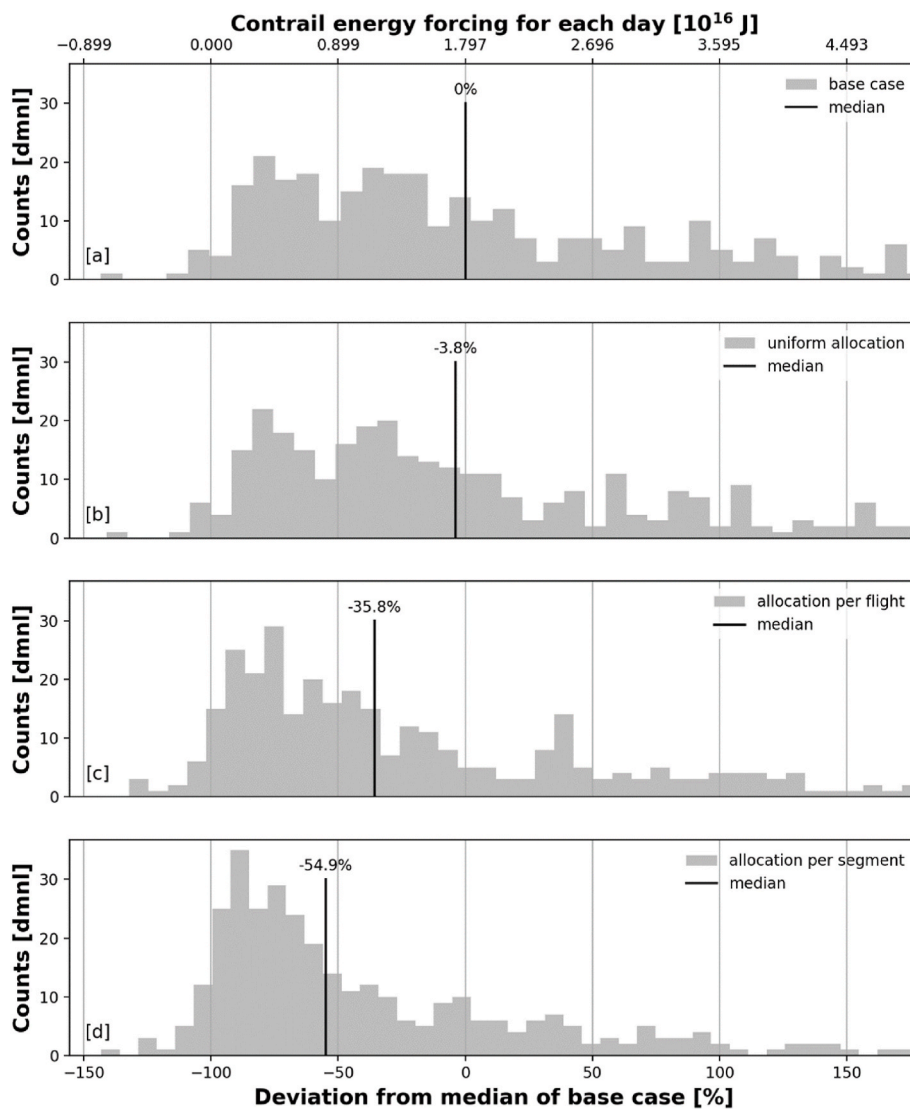 Contrail energy forcing for each day [10¹⁶ J]
−0.899 0.000 0.899 1.797 2.696 3.595 4.493
0%
base case
median
30
20
10
0
Counts [dmnl]
[a]
-3.8%
uniform allocation
median
30
20
10
0
Counts [dmnl]
[b]
-35.8%
allocation per flight
median
30
20
10
0
Counts [dmnl]
[c]
-54.9%
allocation per segment
median
30
20
10
0
Counts [dmnl]
[d]
−150 −100 −50 0 50 100 150
Deviation from median of base case [%]